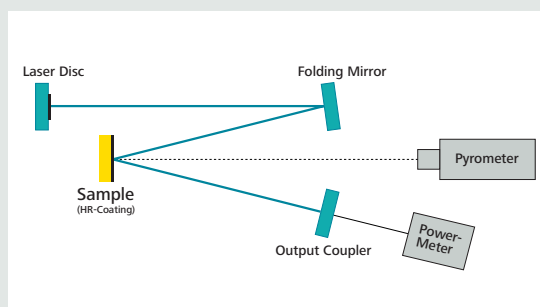 Laser Disc
Folding Mirror
Pyrometer
Sample
(HR-Coating)
Output Coupler
Power-
Meter